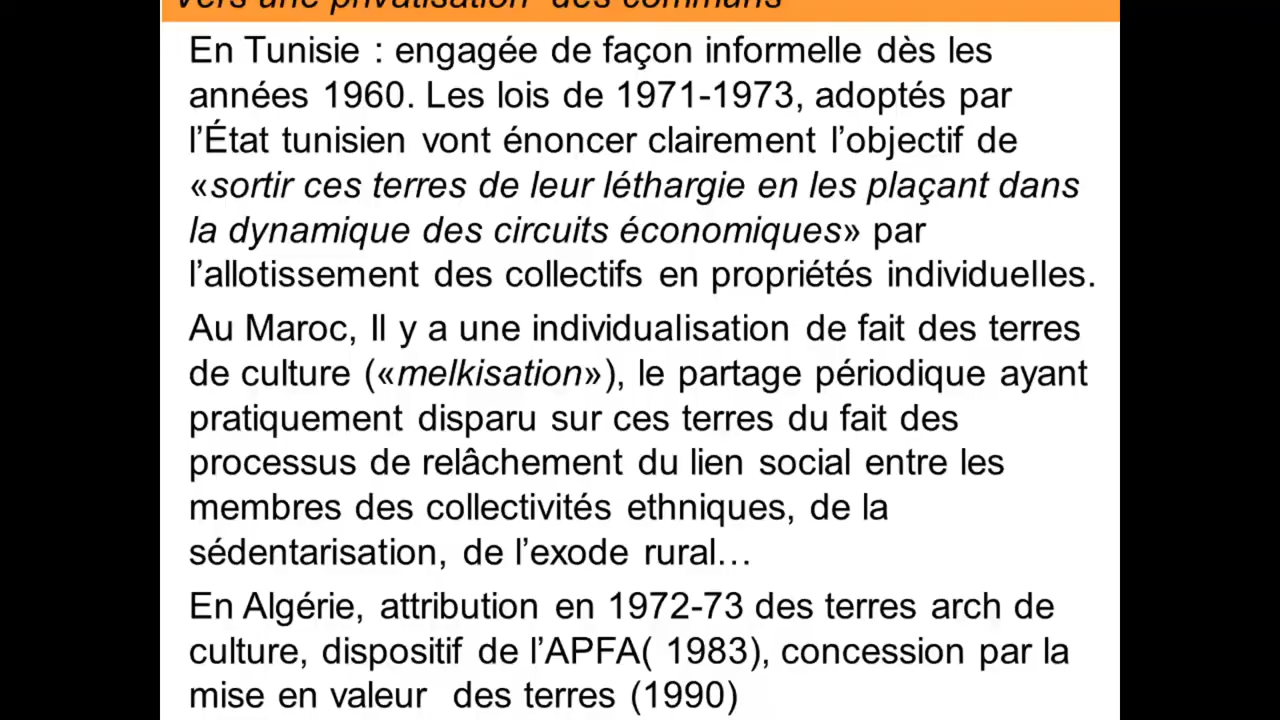 Vers une privatisation des communs
En Tunisie : engagée de façon informelle dès les
années 1960. Les lois de 1971-1973, adoptés par
l’État tunisien vont énoncer clairement l’objectif de
«sortir ces terres de leur léthargie en les plaçant dans
la dynamique des circuits économiques» par
l’allotissement des collectifs en propriétés individuelles.
Au Maroc, Il y a une individualisation de fait des terres
de culture («melkisation»), le partage périodique ayant
pratiquement disparu sur ces terres du fait des
processus de relâchement du lien social entre les
membres des collectivités ethniques, de la
sédentarisation, de l’exode rural…
En Algérie, attribution en 1972-73 des terres arch de
culture, dispositif de l’APFA( 1983), concession par la
mise en valeur des terres (1990)